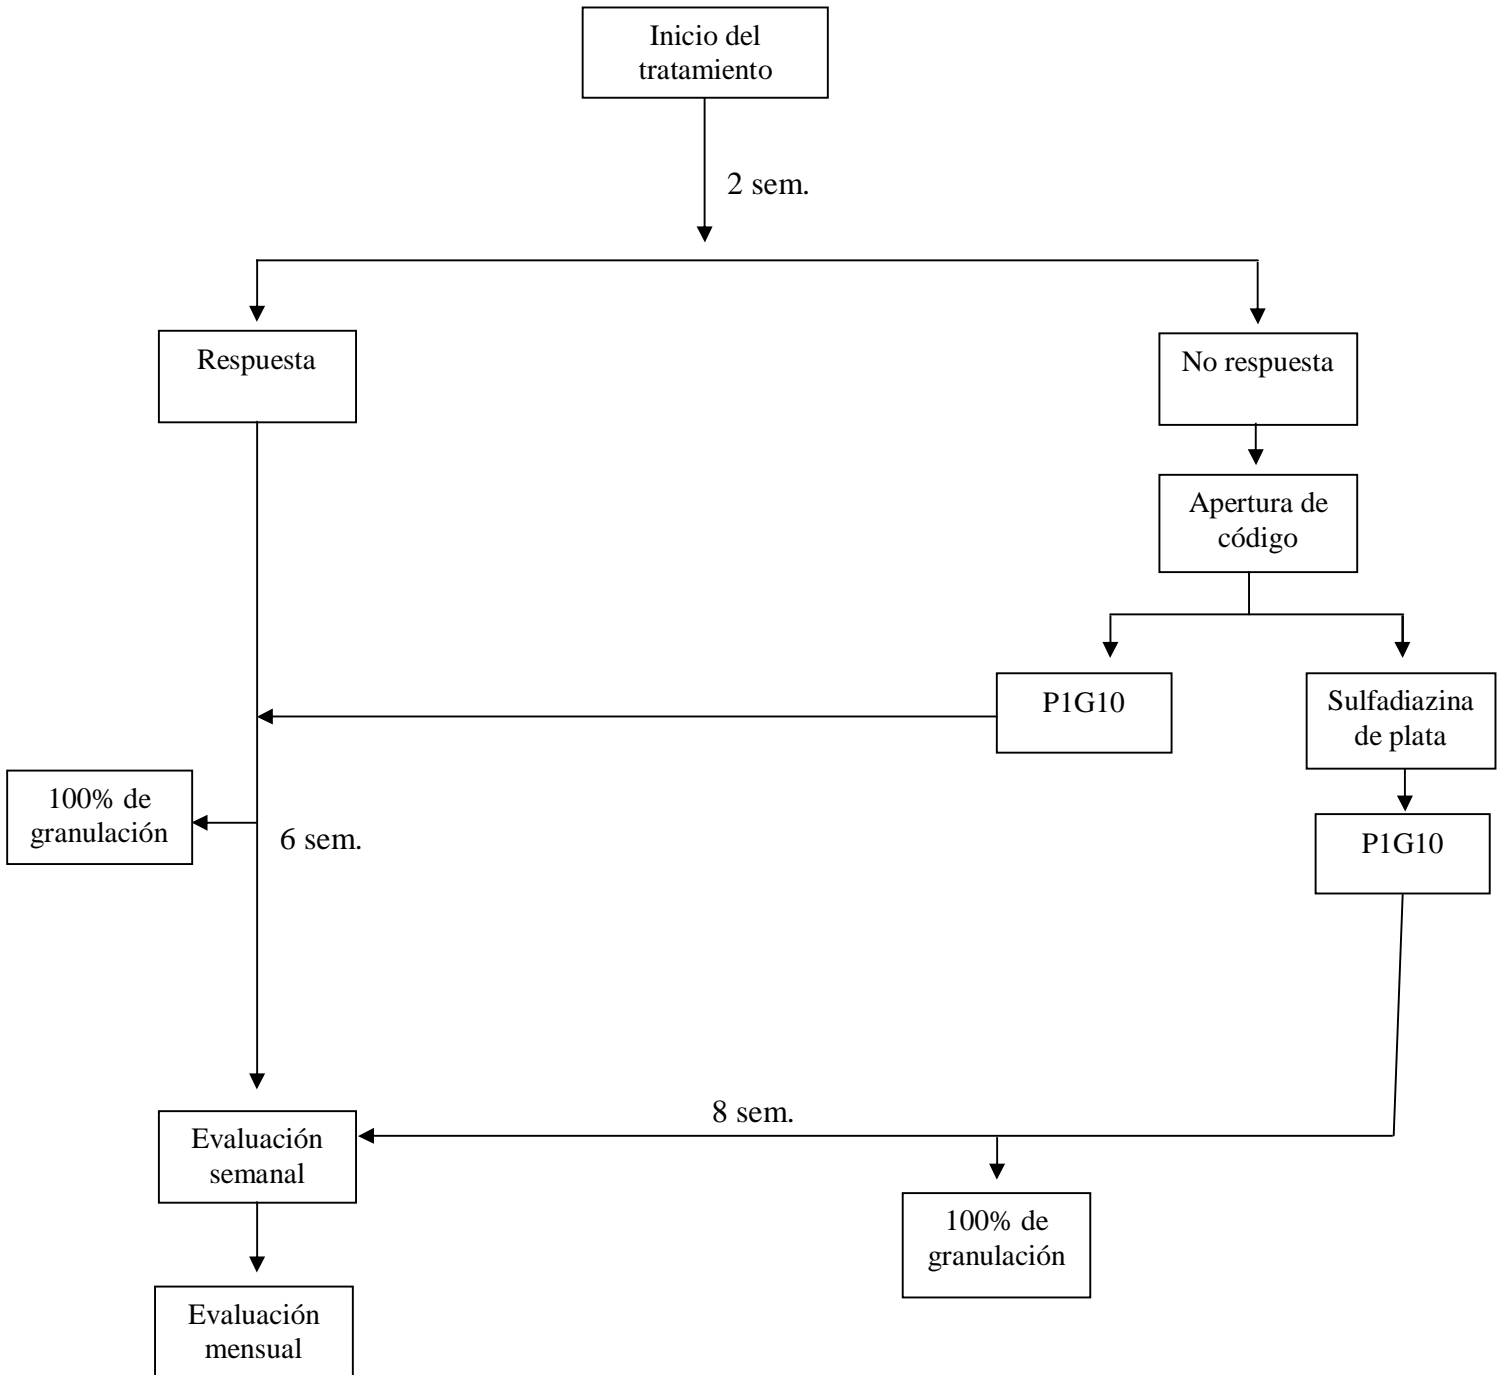 Inicio del
tratamiento
2 sem.
Respuesta
No respuesta
Apertura de
código
P1G10
Sulfadiazina
de plata
100% de
granulación
6 sem.
P1G10
8 sem.
Evaluación
semanal
100% de
granulación
Evaluación
mensual